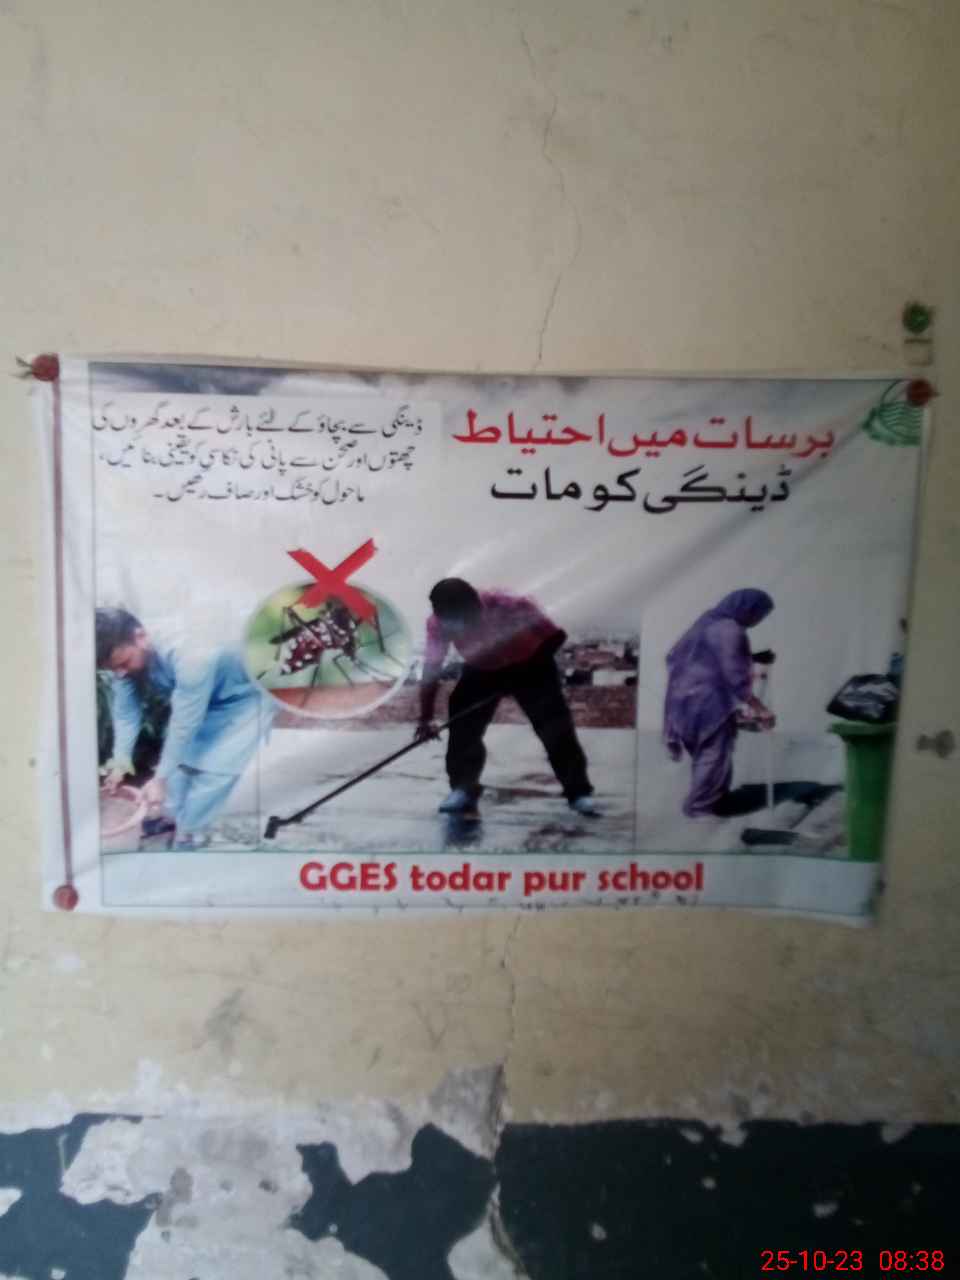 برسات میں احتیاط
ڈینگی کو مات
ڈینگی سے بچاؤ کے لئے بارش کے بعد گھروں کی
چھتوں اور صحن سے پانی کی نکاسی کو یقینی بنائیں،
ماحول کو خشک اور صاف رکھیں۔
GGES todar pur school
25-10-23 08:38